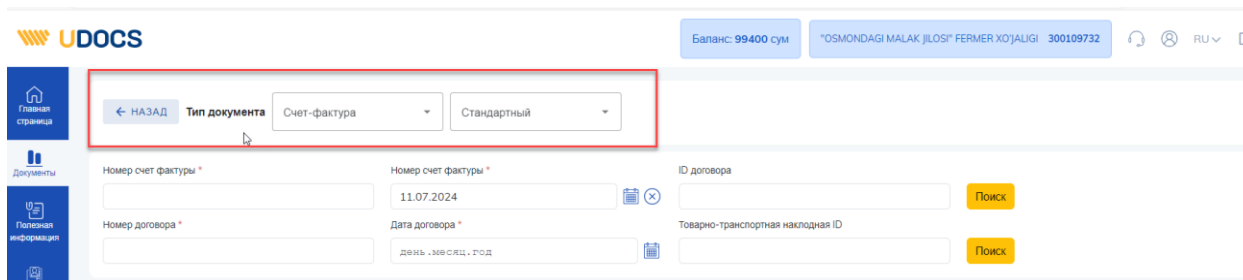 UDOCS
Баланс: 99400 сум
"OSMONDAGI MALAK JILOSI" FERMER XO'JALIGI 300109732
RU
Главная
страница
← НАЗАД Тип документа Счет-фактура Стандартный
Документы
Номер счет фактуры * Номер счет фактуры * ID договора
11.07.2024 Поиск
Полезная
информация
Номер договора * Дата договора * Товарно-транспортная накладная ID
день.месяц.год Поиск